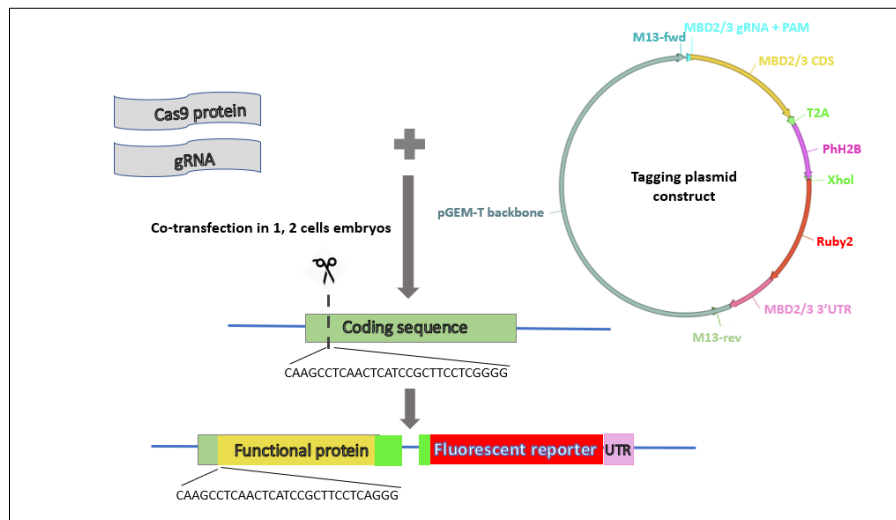 Cas9 protein
gRNA
Co-transfection in 1, 2 cells embryos
M13-fwd
MBD2/3 gRNA + PAM
MBD2/3 CDS
T2A
PhH2B
XhoI
Ruby2
MBD2/3 3'UTR
M13-rev
pGEM-T backbone
Tagging plasmid
construct
Coding sequence
CAAGCCTCAACTCATCCGCTTCCTCGGGG
Functional protein
Fluorescent reporter
UTR
CAAGCCTCAACTCATCCGCTTCCTCAGGG